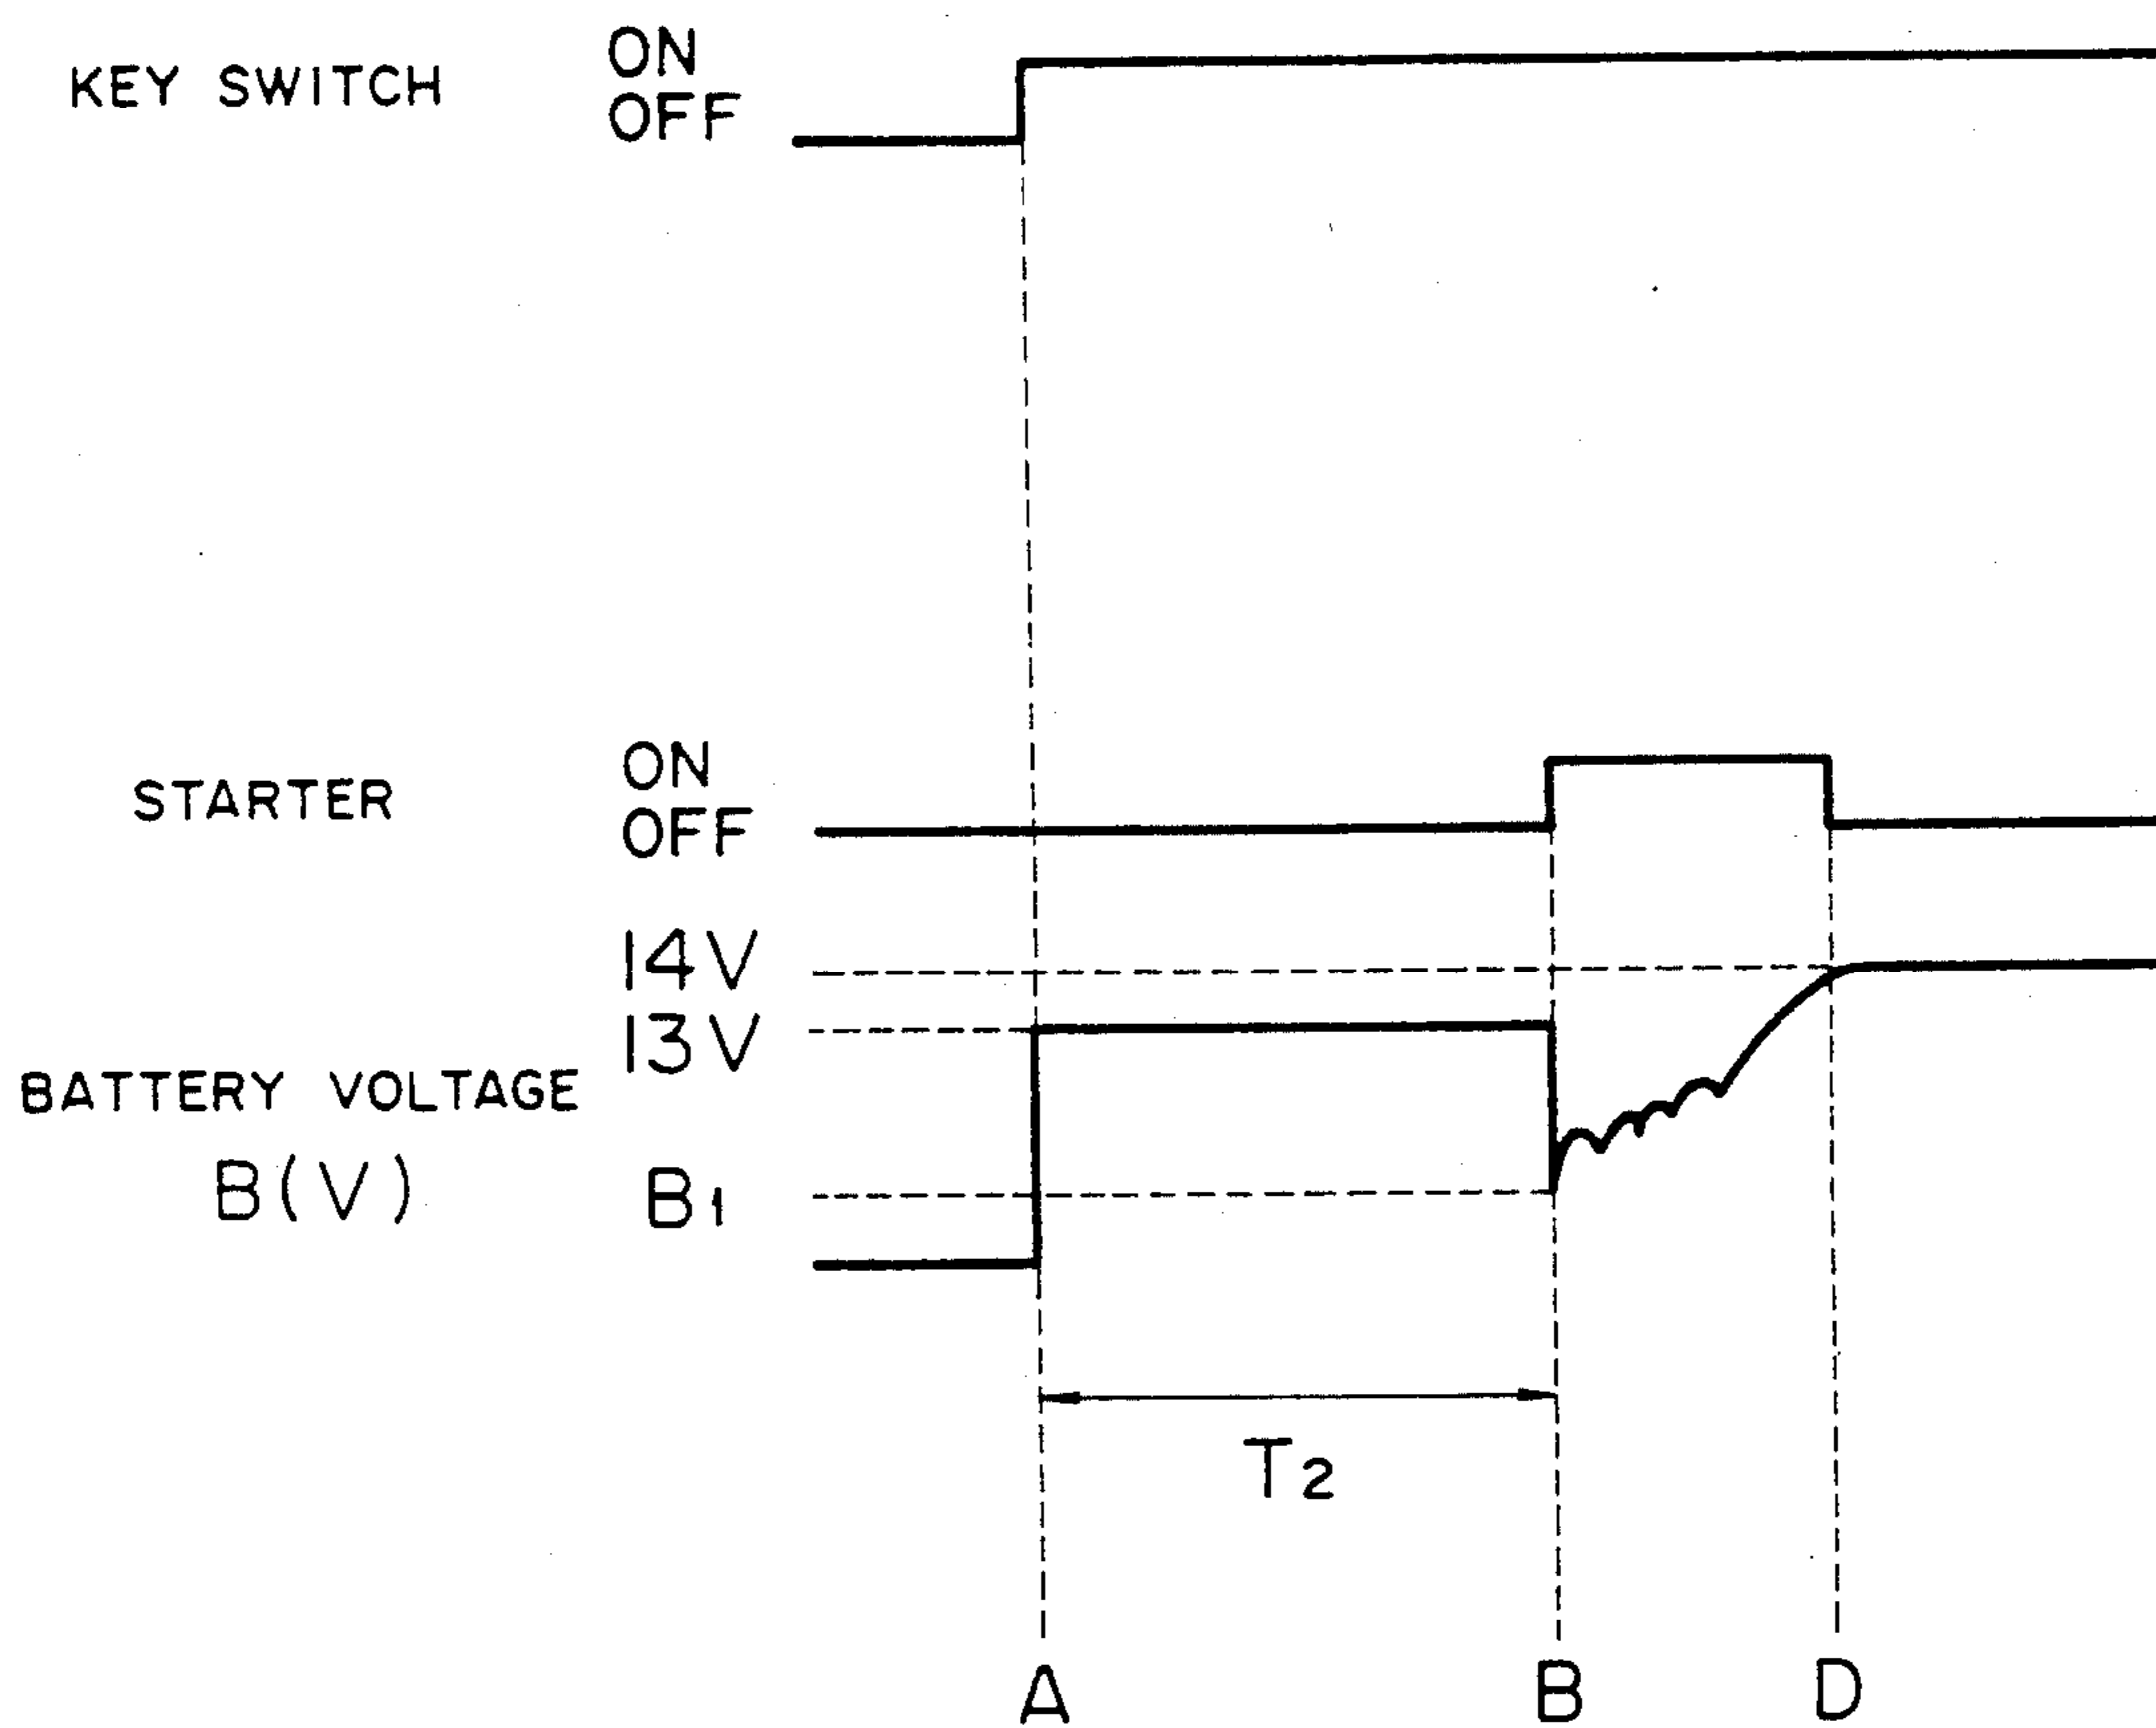 KEY SWITCH
ON
OFF
STARTER
ON
OFF
14V
13V
BATTERY VOLTAGE
B(V)
B1
T2
A B D